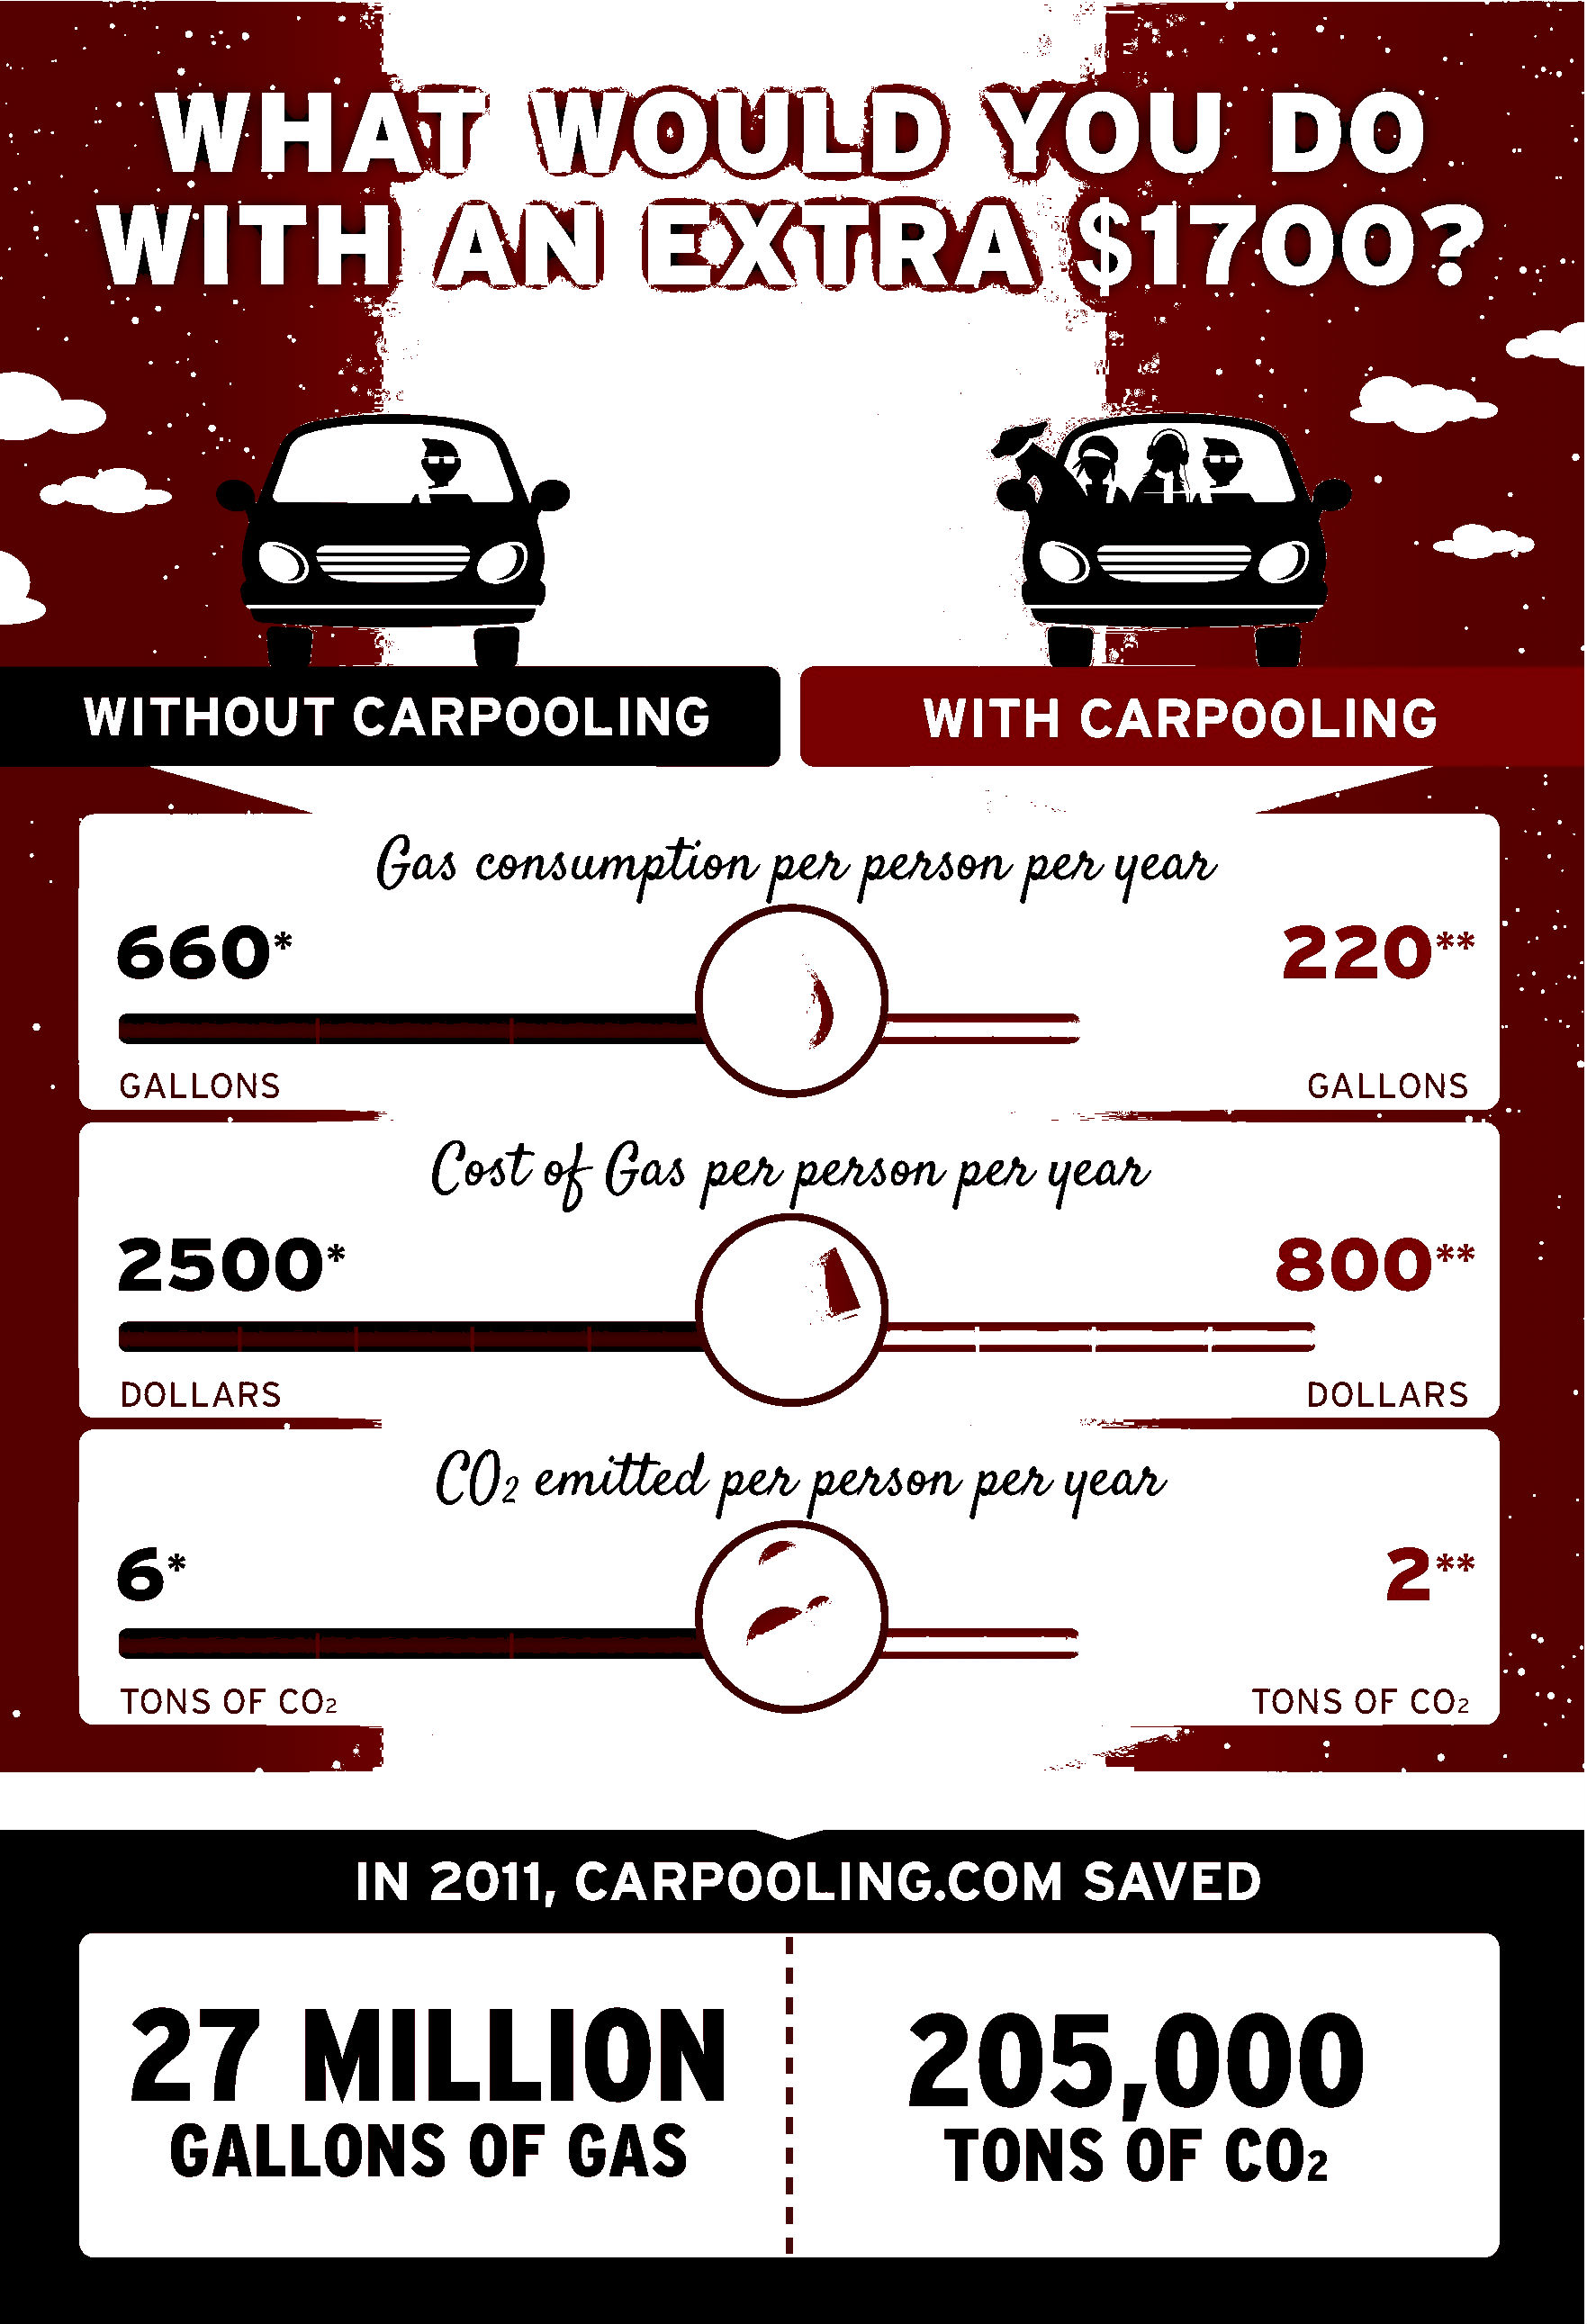 WHAT WOULD YOU DO
WITH AN EXTRA $1700?
WITHOUT CARPOOLING
WITH CARPOOLING
Gas consumption per person per year
660*
220**
GALLONS
GALLONS
Cost of Gas per person per year
2500*
800**
DOLLARS
DOLLARS
CO₂ emitted per person per year
6*
2**
TONS OF CO₂
TONS OF CO₂
IN 2011, CARPOOLING.COM SAVED
27 MILLION
GALLONS OF GAS
205,000
TONS OF CO₂